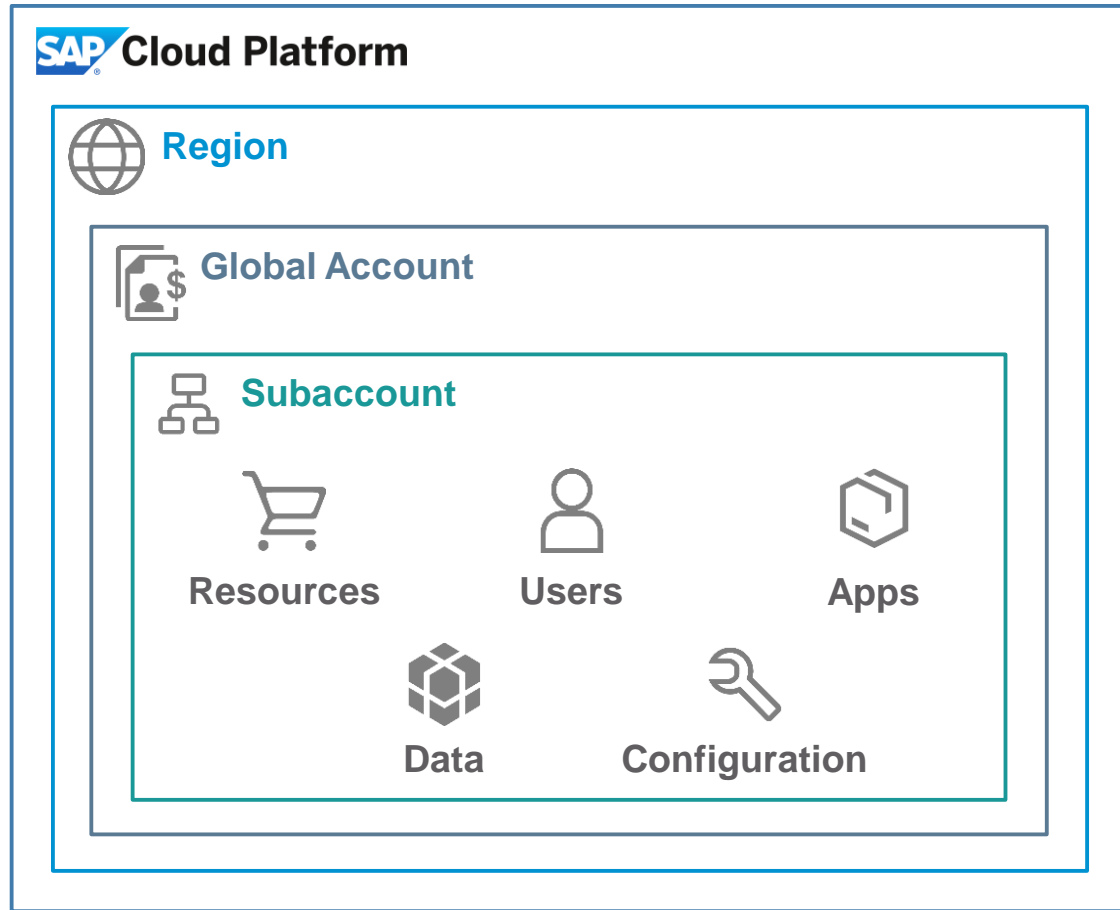 SAP Cloud Platform
Region
$ Global Account
Subaccount
Resources Users Apps
Data Configuration